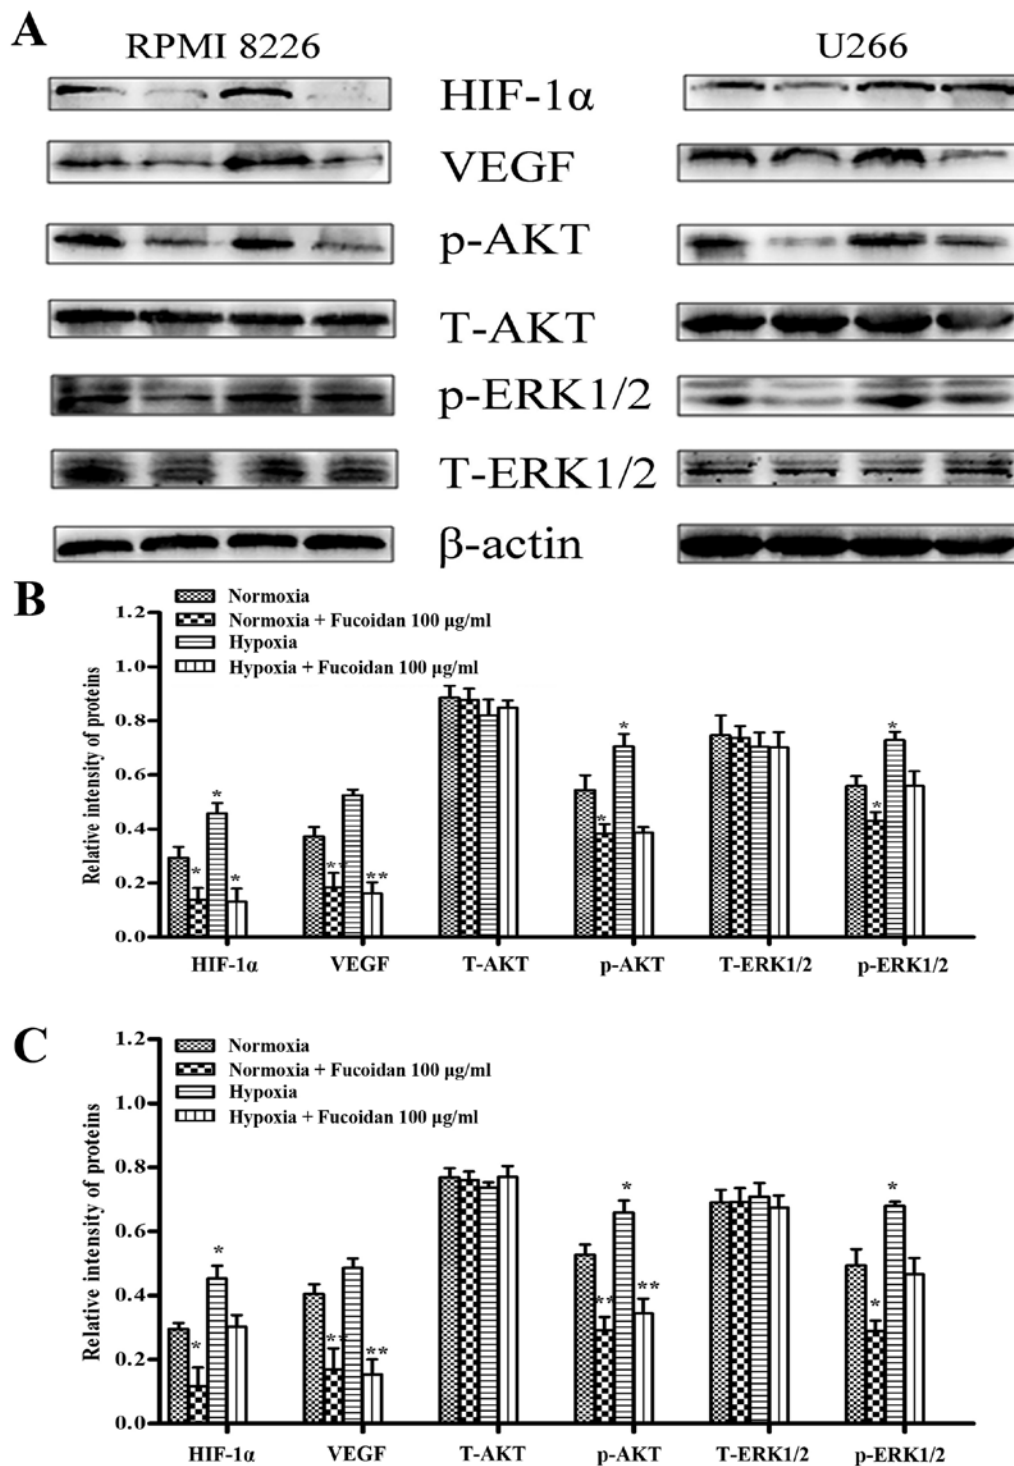 A
RPMI 8226
U266
HIF-1α
VEGF
p-AKT
T-AKT
p-ERK1/2
T-ERK1/2
β-actin
B
Normoxia
Normoxia + Fucoidan 100 µg/ml
Hypoxia
Hypoxia + Fucoidan 100 µg/ml
Relative intensity of proteins
1.2
1.0
0.8
0.6
0.4
0.2
0.0
* * * *
** **
* *
* *
HIF-1α VEGF T-AKT p-AKT T-ERK1/2 p-ERK1/2
C
Normoxia
Normoxia + Fucoidan 100 µg/ml
Hypoxia
Hypoxia + Fucoidan 100 µg/ml
Relative intensity of proteins
1.2
1.0
0.8
0.6
0.4
0.2
0.0
* *
** **
** * **
* *
HIF-1α VEGF T-AKT p-AKT T-ERK1/2 p-ERK1/2